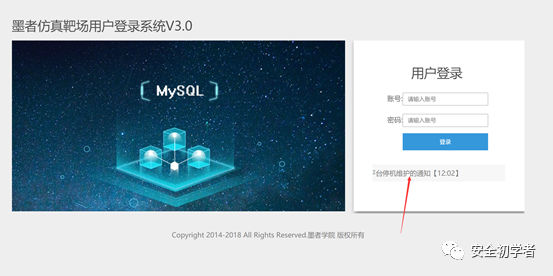 墨者仿真靶场用户登录系统V3.0
MySQL
用户登录
账号:
请输入账号
密码:
请输入账号
登录
台停机维护的通知【12:02】
Copyright 2014-2018 All Rights Reserved.墨者学院 版权所有
安全初学者